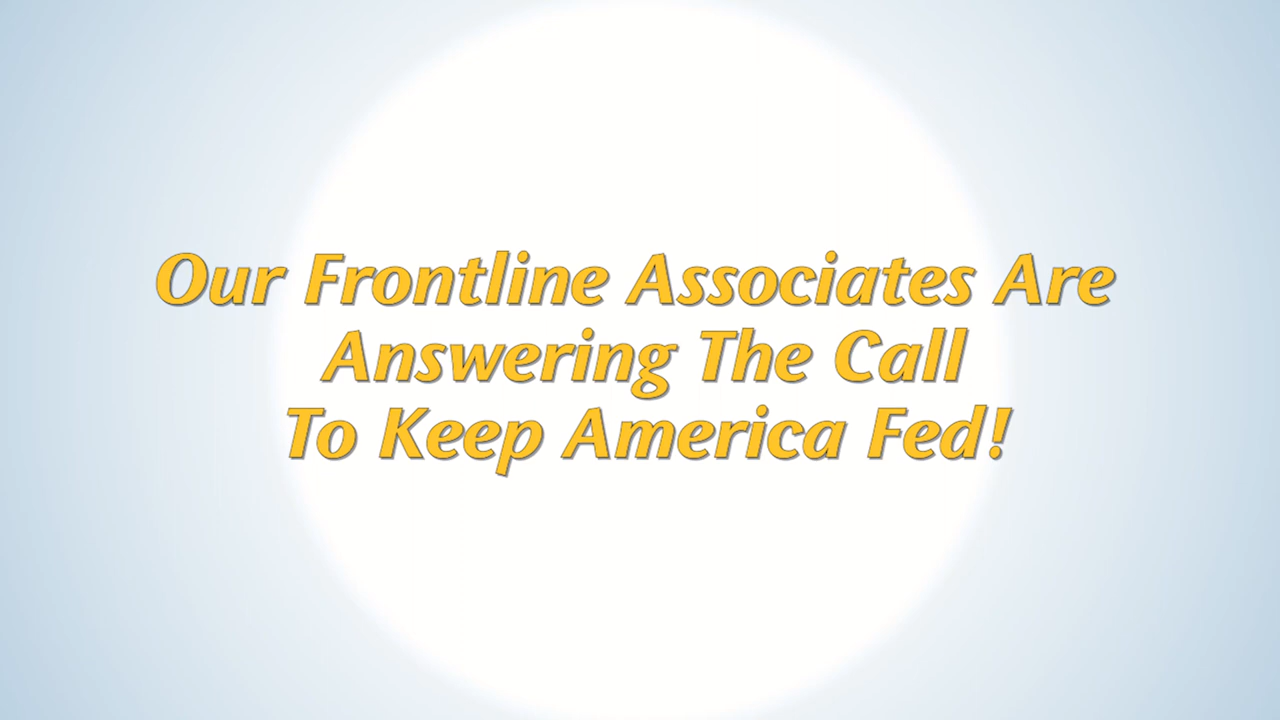 Our Frontline Associates Are
Answering The Call
To Keep America Fed!